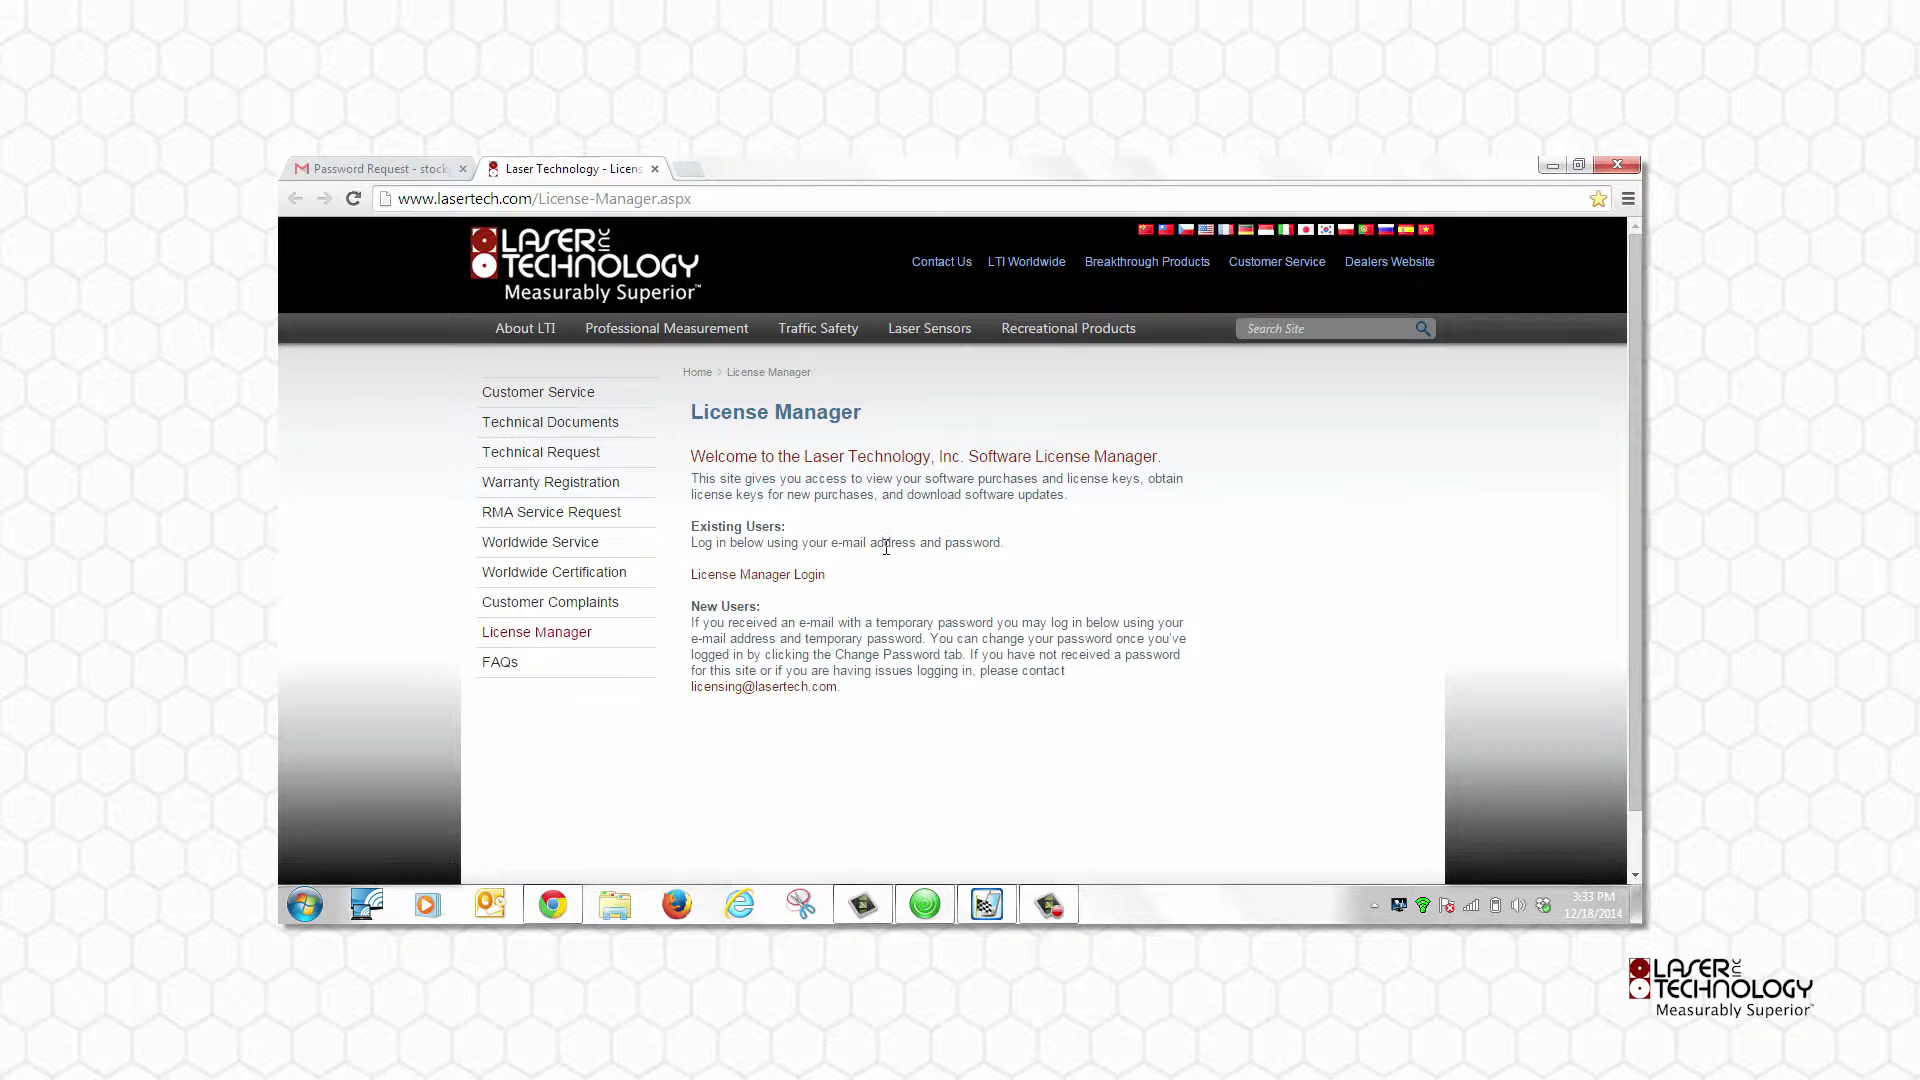 Password Request - stock
Laser Technology - Licens
www.lasertech.com/License-Manager.aspx
LASER INC
TECHNOLOGY
Measurably Superior™
Contact Us
LTI Worldwide
Breakthrough Products
Customer Service
Dealers Website
About LTI
Professional Measurement
Traffic Safety
Laser Sensors
Recreational Products
Search Site
Customer Service
Technical Documents
Technical Request
Warranty Registration
RMA Service Request
Worldwide Service
Worldwide Certification
Customer Complaints
License Manager
FAQs
Home > License Manager
License Manager
Welcome to the Laser Technology, Inc. Software License Manager.
This site gives you access to view your software purchases and license keys, obtain
license keys for new purchases, and download software updates.
Existing Users:
Log in below using your e-mail address and password.
License Manager Login
New Users:
If you received an e-mail with a temporary password you may log in below using your
e-mail address and temporary password. You can change your password once you've
logged in by clicking the Change Password tab. If you have not received a password
for this site or if you are having issues logging in, please contact
licensing@lasertech.com.
3:33 PM
12/18/2014
LASER INC
TECHNOLOGY
Measurably Superior™